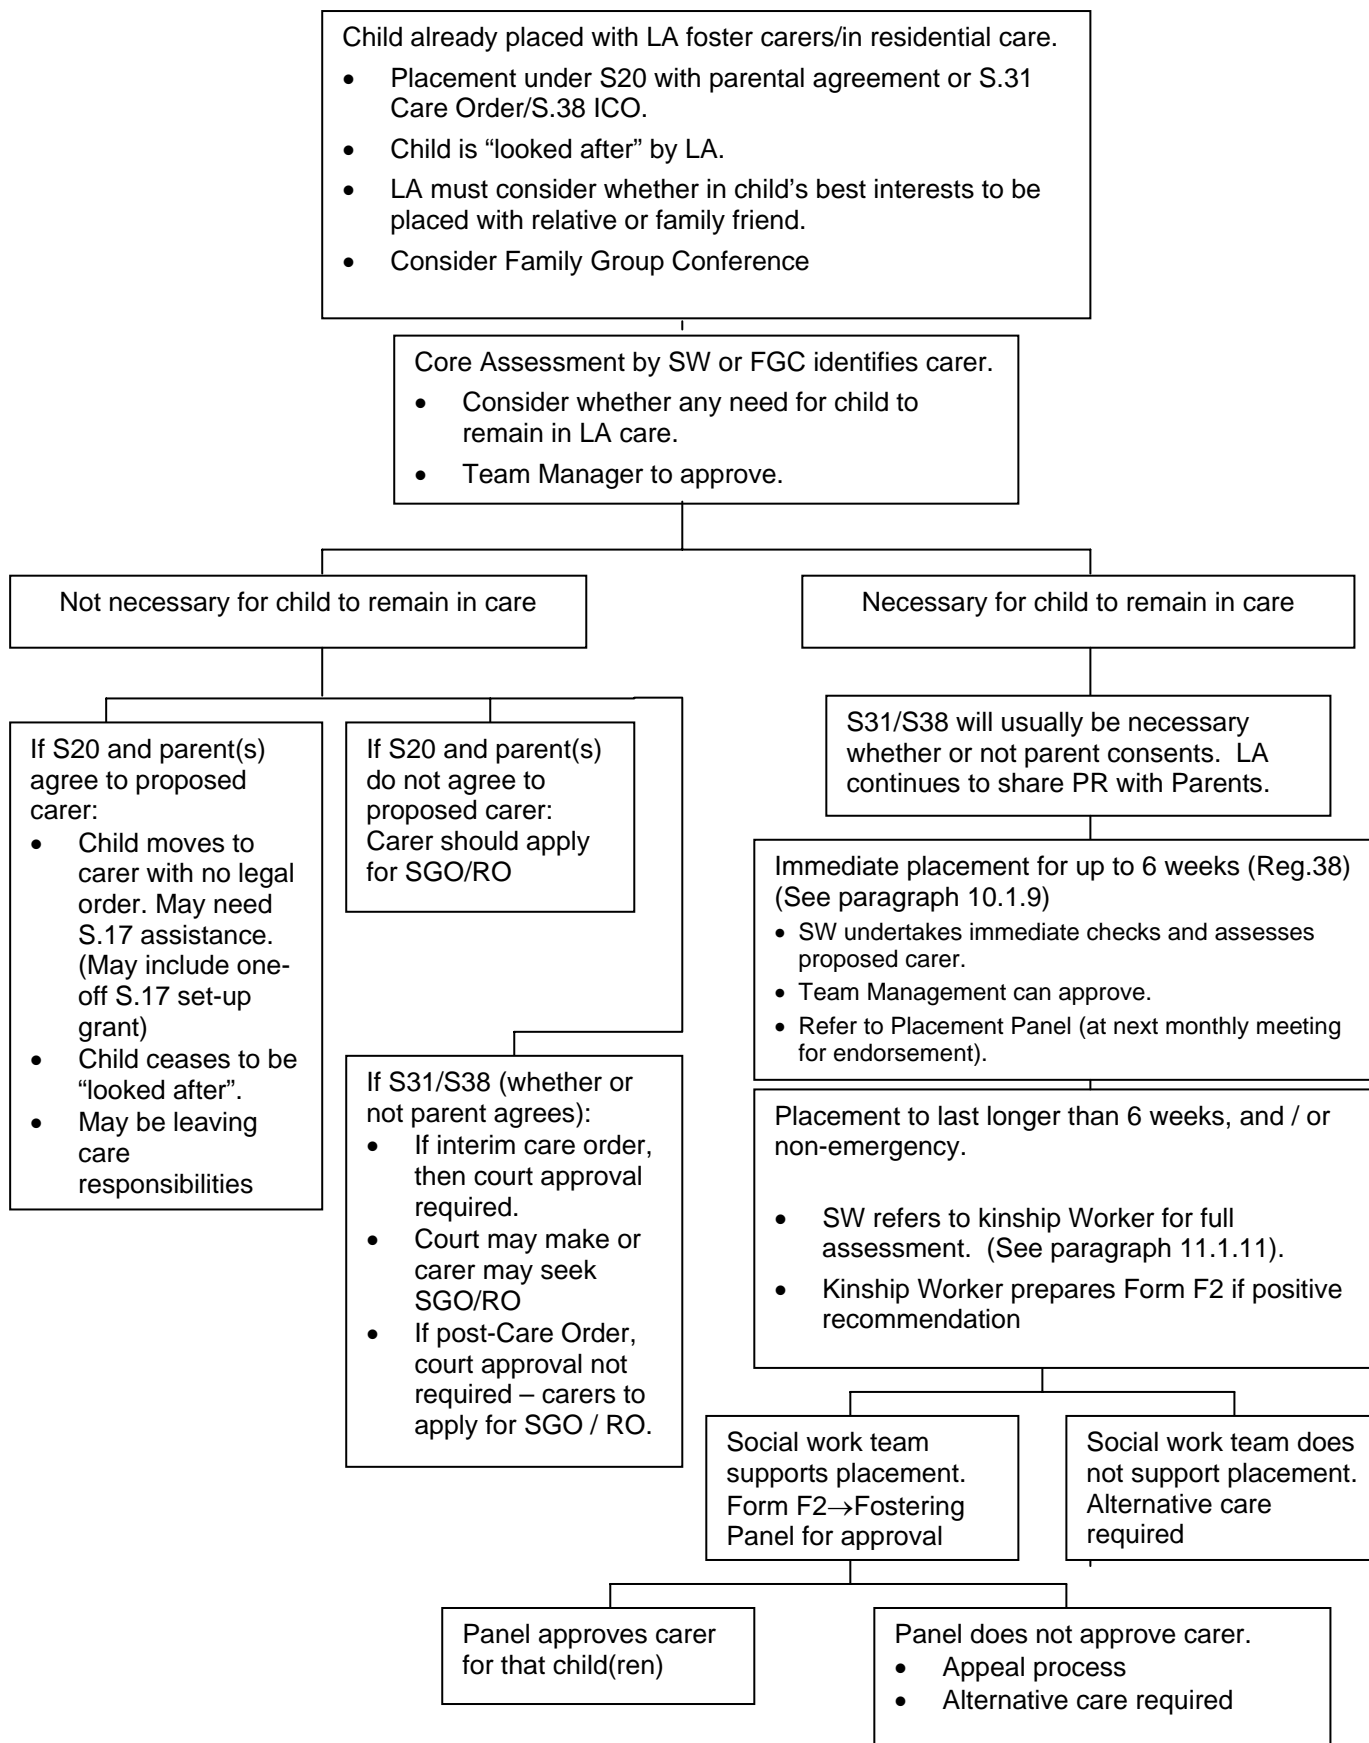 Child already placed with LA foster carers/in residential care.
• Placement under S20 with parental agreement or S.31
Care Order/S.38 ICO.
• Child is “looked after” by LA.
• LA must consider whether in child’s best interests to be
placed with relative or family friend.
• Consider Family Group Conference
Core Assessment by SW or FGC identifies carer.
• Consider whether any need for child to
remain in LA care.
• Team Manager to approve.
Not necessary for child to remain in care
Necessary for child to remain in care
If S20 and parent(s)
agree to proposed
carer:
• Child moves to
carer with no legal
order. May need
S.17 assistance.
(May include one-
off S.17 set-up
grant)
• Child ceases to be
“looked after”.
• May be leaving
care
responsibilities
If S20 and parent(s)
do not agree to
proposed carer:
Carer should apply
for SGO/RO
If S31/S38 (whether or
not parent agrees):
• If interim care order,
then court approval
required.
• Court may make or
carer may seek
SGO/RO
• If post-Care Order,
court approval not
required – carers to
apply for SGO / RO.
S31/S38 will usually be necessary
whether or not parent consents. LA
continues to share PR with Parents.
Immediate placement for up to 6 weeks (Reg.38)
(See paragraph 10.1.9)
• SW undertakes immediate checks and assesses
proposed carer.
• Team Management can approve.
• Refer to Placement Panel (at next monthly meeting
for endorsement).
Placement to last longer than 6 weeks, and / or
non-emergency.
• SW refers to kinship Worker for full
assessment. (See paragraph 11.1.11).
• Kinship Worker prepares Form F2 if positive
recommendation
Social work team
supports placement.
Form F2→Fostering
Panel for approval
Social work team does
not support placement.
Alternative care
required
Panel approves carer
for that child(ren)
Panel does not approve carer.
• Appeal process
• Alternative care required